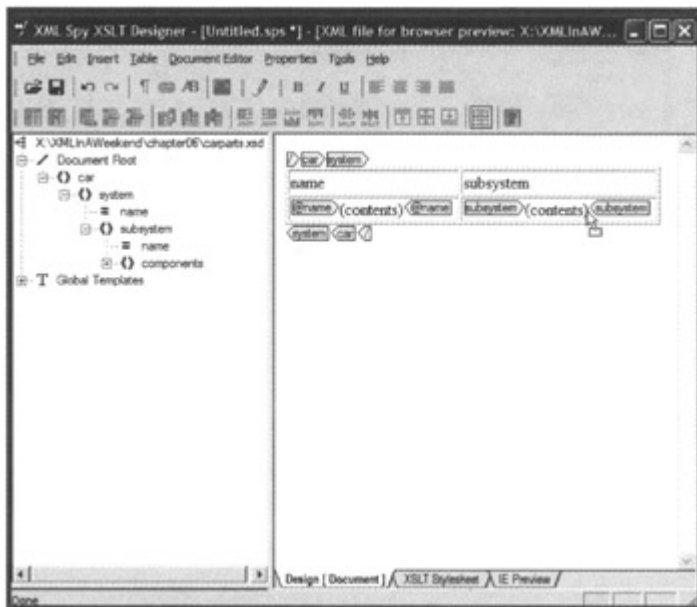 XML Spy XSLT Designer - [Untitled.sps *] - [XML file for browser preview: X:\XMLInAW...
File Edit Insert Table Document Editor Properties Tools Help
B I U
X:\XMLInAWeekend\chapter06\carparts.xsd
Document Root
car
system
name
subsystem
name
components
T Global Templates
car system
name subsystem
@name (contents) @name subsystem (contents) subsystem
system car
Design [ Document ] XSLT Stylesheet IE Preview
Done